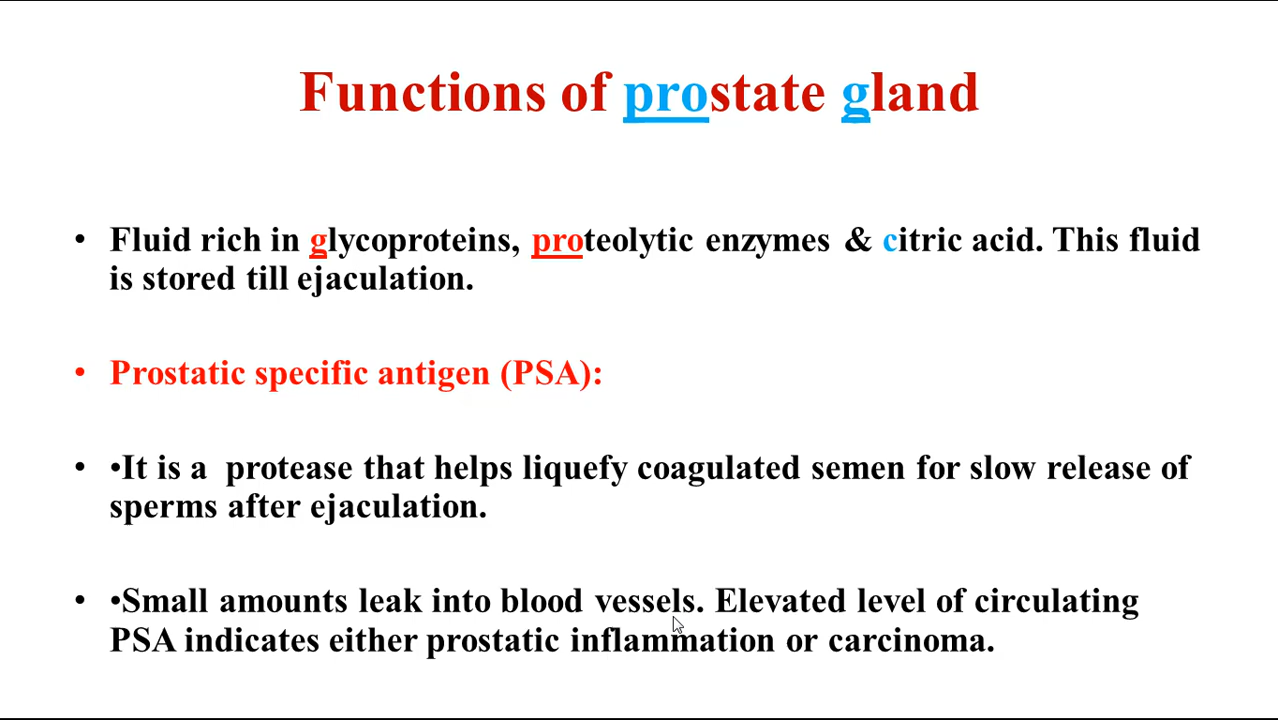 Functions of prostate gland
• Fluid rich in glycoproteins, proteolytic enzymes & citric acid. This fluid
is stored till ejaculation.
• Prostatic specific antigen (PSA):
• •It is a protease that helps liquefy coagulated semen for slow release of
sperms after ejaculation.
• •Small amounts leak into blood vessels. Elevated level of circulating
PSA indicates either prostatic inflammation or carcinoma.